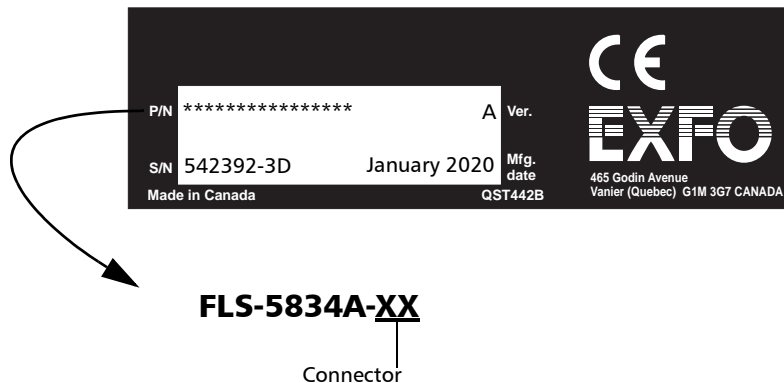 CE
P/N *************** A Ver.
EXFO
S/N 542392-3D January 2020 Mfg. date
465 Godin Avenue
Made in Canada QST442B Vanier (Quebec) G1M 3G7 CANADA
FLS-5834A-XX
Connector